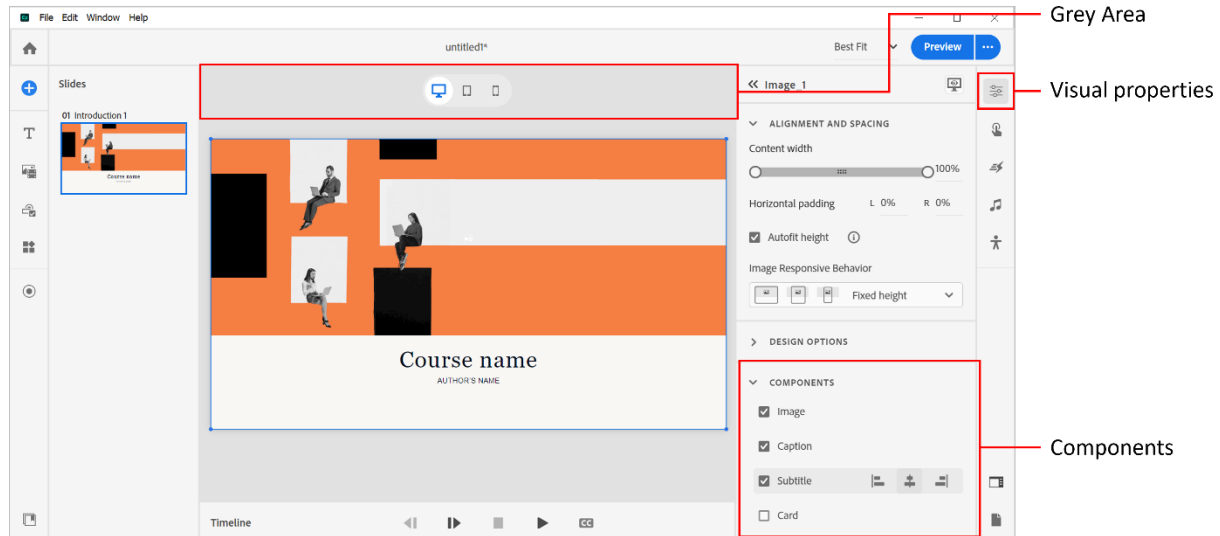 File Edit Window Help
Grey Area
untitled1*
Best Fit
Preview
Slides
Image_1
Visual properties
01 Introduction 1
Course name
ALIGNMENT AND SPACING
Content width
100%
Horizontal padding L 0% R 0%
Autofit height
Image Responsive Behavior
Fixed height
DESIGN OPTIONS
Course name
AUTHOR'S NAME
COMPONENTS
Image
Caption
Components
Subtitle
Card
Timeline
CC